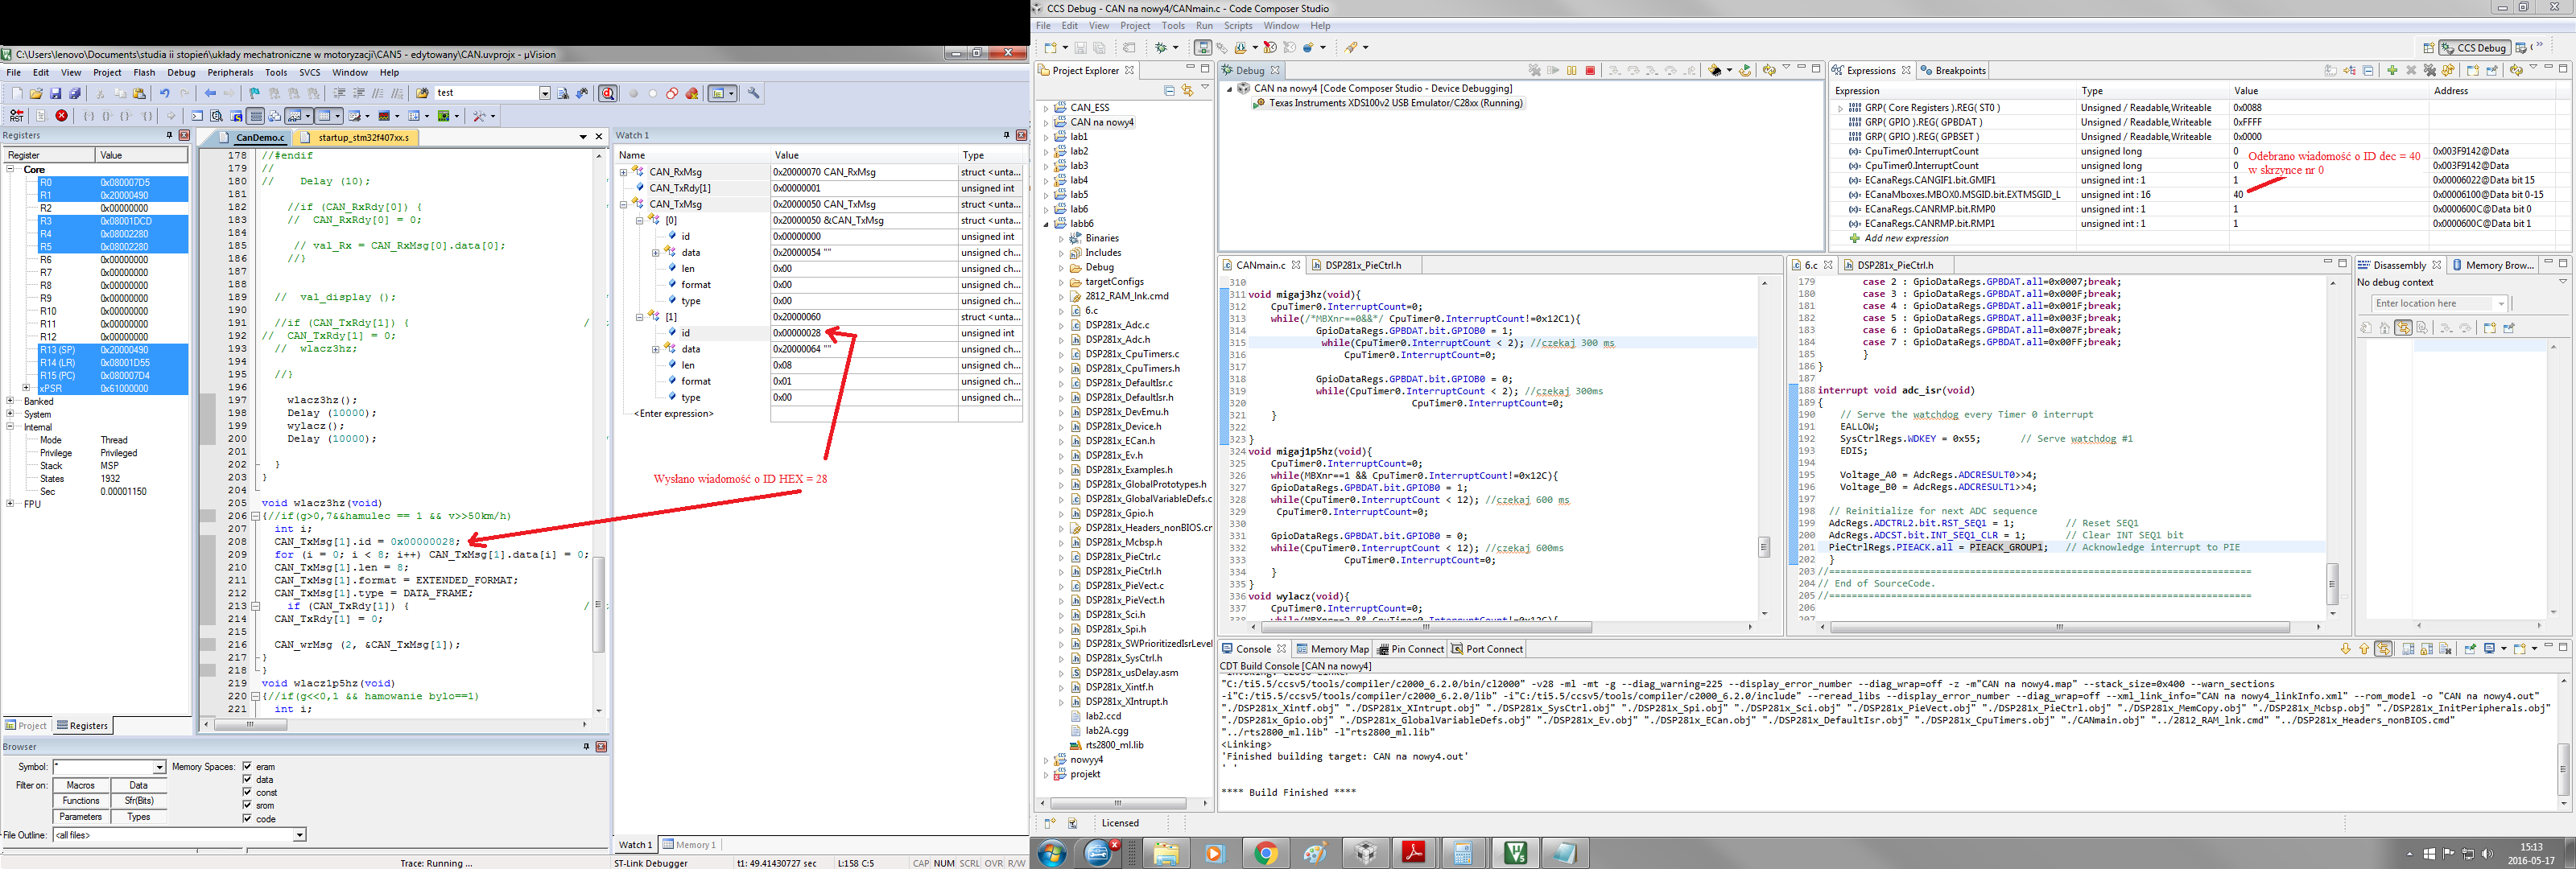 C:\Users\lenovo\Documents\studia ii stopień\układy mechatroniczne w motoryzacji\CAN5 - edytowany\CAN.uvprojx - µVision
File Edit View Project Flash Debug Peripherals Tools SVCS Window Help
test
Registers
Register Value
Core
R0 0x080007D5
R1 0x20000490
R2 0x00000000
R3 0x08001DCD
R4 0x08002280
R5 0x08002280
R6 0x00000000
R7 0x00000000
R8 0x00000000
R9 0x00000000
R10 0x00000000
R11 0x00000000
R12 0x00000000
R13 (SP) 0x20000490
R14 (LR) 0x08001D55
R15 (PC) 0x080007D4
xPSR 0x61000000
Banked
System
Internal
Mode Thread
Privilege Privileged
Stack MSP
States 1932
Sec 0.00001150
FPU
Project Registers
CanDemo.c startup_stm32f407xx.s
178 //#endif
179 //
180 // Delay (10);
181
182 //if (CAN_RxRdy[0]) {
183 // CAN_RxRdy[0] = 0;
184
185 // val_Rx = CAN_RxMsg[0].data[0];
186 //}
187
188
189 // val_display ();
190
191 //if (CAN_TxRdy[1]) { /
192 // CAN_TxRdy[1] = 0;
193 // wlacz3hz;
194
195 //}
196
197 wlacz3hz();
198 Delay (10000);
199 wylacz();
200 Delay (10000);
201
202 }
203 }
204
205 void wlacz3hz(void)
206 {//if(g>0,7&&hamulec == 1 && v>>50km/h)
207 int i;
208 CAN_TxMsg[1].id = 0x00000028;
209 for (i = 0; i < 8; i++) CAN_TxMsg[1].data[i] = 0;
210 CAN_TxMsg[1].len = 8;
211 CAN_TxMsg[1].format = EXTENDED_FORMAT;
212 CAN_TxMsg[1].type = DATA_FRAME;
213 if (CAN_TxRdy[1]) { /
214 CAN_TxRdy[1] = 0;
215
216 CAN_wrMsg (2, &CAN_TxMsg[1]);
217 }
218 }
219 void wlacz1p5hz(void)
220 {//if(g<<0,1 && hamowanie bylo==1)
221 int i;
Watch 1
Name Value Type
CAN_RxMsg 0x20000070 CAN_RxMsg struct <unta...
CAN_TxRdy[1] 0x00000001 unsigned int
CAN_TxMsg 0x20000050 CAN_TxMsg struct <unta...
[0] 0x20000050 &CAN_TxMsg struct <unta...
id 0x00000000 unsigned int
data 0x20000054 "" unsigned ch...
len 0x00 unsigned ch...
format 0x00 unsigned ch...
type 0x00 unsigned ch...
[1] 0x20000060 struct <unta...
id 0x00000028 unsigned int
data 0x20000064 "" unsigned ch...
len 0x08 unsigned ch...
format 0x01 unsigned ch...
type 0x00 unsigned ch...
<Enter expression>
Wysłano wiadomość o ID HEX = 28
Browser
Symbol: * Memory Spaces: eram
data
Filter on: Macros Data const
Functions Sfr(Bits) srom
Parameters Types code
File Outline: <all files>
Watch 1 Memory 1
Trace: Running ... ST-Link Debugger t1: 49.41430727 sec L:158 C:5 CAP NUM SCRL OVR R/W
CCS Debug - CAN na nowy4/CANmain.c - Code Composer Studio
File Edit View Project Tools Run Scripts Window Help
CCS Debug
Project Explorer
CAN_ESS
CAN na nowy4
lab1
lab2
lab3
lab4
lab5
lab6
labb6
Binaries
Includes
Debug
targetConfigs
2812_RAM_lnk.cmd
6.c
DSP281x_Adc.c
DSP281x_Adc.h
DSP281x_CpuTimers.c
DSP281x_CpuTimers.h
DSP281x_DefaultIsr.c
DSP281x_DefaultIsr.h
DSP281x_DevEmu.h
DSP281x_Device.h
DSP281x_ECan.h
DSP281x_Ev.h
DSP281x_Examples.h
DSP281x_GlobalPrototypes.h
DSP281x_GlobalVariableDefs.c
DSP281x_Gpio.h
DSP281x_Headers_nonBIOS.cm
DSP281x_Mcbsp.h
DSP281x_PieCtrl.c
DSP281x_PieCtrl.h
DSP281x_PieVect.c
DSP281x_PieVect.h
DSP281x_Sci.h
DSP281x_Spi.h
DSP281x_SWPrioritizedIsrLevel
DSP281x_SysCtrl.h
DSP281x_usDelay.asm
DSP281x_Xintf.h
DSP281x_XIntrupt.h
lab2.ccd
lab2A.cgg
rts2800_ml.lib
nowyy4
projekt
Debug
CAN na nowy4 [Code Composer Studio - Device Debugging]
Texas Instruments XDS100v2 USB Emulator/C28xx (Running)
Expressions Breakpoints
Expression Type Value Address
GRP( Core Registers ).REG( ST0 ) Unsigned / Readable,Writeable 0x0088
GRP( GPIO ).REG( GPBDAT ) Unsigned / Readable,Writeable 0xFFFF
GRP( GPIO ).REG( GPBSET ) Unsigned / Readable,Writeable 0x0000
CpuTimer0.InterruptCount unsigned long 0 0x003F9142@Data
CpuTimer0.InterruptCount unsigned long 0 0x003F9142@Data
ECanaRegs.CANGIF1.bit.GMIF1 unsigned int : 1 1 0x00006022@Data bit 15
ECanaMboxes.MBOX0.MSGID.bit.EXTMSGID_L unsigned int : 16 40 0x00006100@Data bit 0-15
ECanaRegs.CANRMP.bit.RMP0 unsigned int : 1 1 0x0000600C@Data bit 0
ECanaRegs.CANRMP.bit.RMP1 unsigned int : 1 1 0x0000600C@Data bit 1
Add new expression
Odebrano wiadomość o ID dec = 40
w skrzynce nr 0
CANmain.c DSP281x_PieCtrl.h
310
311 void migaj3hz(void){
312 CpuTimer0.InterruptCount=0;
313 while(/*MBXnr==0&&*/ CpuTimer0.InterruptCount!=0x12C1){
314 GpioDataRegs.GPBDAT.bit.GPIOB0 = 1;
315 while(CpuTimer0.InterruptCount < 2); //czekaj 300 ms
316 CpuTimer0.InterruptCount=0;
317
318 GpioDataRegs.GPBDAT.bit.GPIOB0 = 0;
319 while(CpuTimer0.InterruptCount < 2); //czekaj 300ms
320 CpuTimer0.InterruptCount=0;
321 }
322
323 }
324 void migaj1p5hz(void){
325 CpuTimer0.InterruptCount=0;
326 while(MBXnr==1 && CpuTimer0.InterruptCount!=0x12C){
327 GpioDataRegs.GPBDAT.bit.GPIOB0 = 1;
328 while(CpuTimer0.InterruptCount < 12); //czekaj 600 ms
329 CpuTimer0.InterruptCount=0;
330
331 GpioDataRegs.GPBDAT.bit.GPIOB0 = 0;
332 while(CpuTimer0.InterruptCount < 12); //czekaj 600ms
333 CpuTimer0.InterruptCount=0;
334 }
335 }
336 void wylacz(void){
337 CpuTimer0.InterruptCount=0;
338 while(MBXnr==2 && CpuTimer0.InterruptCount!=0x12C){
6.c DSP281x_PieCtrl.h
179 case 2 : GpioDataRegs.GPBDAT.all=0x0007;break;
180 case 3 : GpioDataRegs.GPBDAT.all=0x000F;break;
181 case 4 : GpioDataRegs.GPBDAT.all=0x001F;break;
182 case 5 : GpioDataRegs.GPBDAT.all=0x003F;break;
183 case 6 : GpioDataRegs.GPBDAT.all=0x007F;break;
184 case 7 : GpioDataRegs.GPBDAT.all=0x00FF;break;
185 }
186 }
187
188 interrupt void adc_isr(void)
189 {
190 // Serve the watchdog every Timer 0 interrupt
191 EALLOW;
192 SysCtrlRegs.WDKEY = 0x55; // Serve watchdog #1
193 EDIS;
194
195 Voltage_A0 = AdcRegs.ADCRESULT0>>4;
196 Voltage_B0 = AdcRegs.ADCRESULT1>>4;
197
198 // Reinitialize for next ADC sequence
199 AdcRegs.ADCTRL2.bit.RST_SEQ1 = 1; // Reset SEQ1
200 AdcRegs.ADCST.bit.INT_SEQ1_CLR = 1; // Clear INT SEQ1 bit
201 PieCtrlRegs.PIEACK.all = PIEACK_GROUP1; // Acknowledge interrupt to PIE
202 }
203 //===========================================================================
204 // End of SourceCode.
205 //===========================================================================
206
207
Disassembly Memory Brow...
No debug context
Enter location here
Console Memory Map Pin Connect Port Connect
CDT Build Console [CAN na nowy4]
"C:/ti5.5/ccsv5/tools/compiler/c2000_6.2.0/bin/cl2000" -v28 -ml -mt -g --diag_warning=225 --display_error_number --diag_wrap=off -z -m"CAN na nowy4.map" --stack_size=0x400 --warn_sections
-i"C:/ti5.5/ccsv5/tools/compiler/c2000_6.2.0/lib" -i"C:/ti5.5/ccsv5/tools/compiler/c2000_6.2.0/include" --reread_libs --display_error_number --diag_wrap=off --xml_link_info="CAN na nowy4_linkInfo.xml" --rom_model -o "CAN na nowy4.out"
"./DSP281x_Xintf.obj" "./DSP281x_XIntrupt.obj" "./DSP281x_SysCtrl.obj" "./DSP281x_Spi.obj" "./DSP281x_Sci.obj" "./DSP281x_PieVect.obj" "./DSP281x_PieCtrl.obj" "./DSP281x_MemCopy.obj" "./DSP281x_Mcbsp.obj" "./DSP281x_InitPeripherals.obj"
"./DSP281x_Gpio.obj" "./DSP281x_GlobalVariableDefs.obj" "./DSP281x_Ev.obj" "./DSP281x_ECan.obj" "./DSP281x_DefaultIsr.obj" "./DSP281x_CpuTimers.obj" "./CANmain.obj" "../2812_RAM_lnk.cmd" "../DSP281x_Headers_nonBIOS.cmd"
"../rts2800_ml.lib" -l"rts2800_ml.lib"
<Linking>
'Finished building target: CAN na nowy4.out'
' '
**** Build Finished ****
Licensed
15:13
2016-05-17